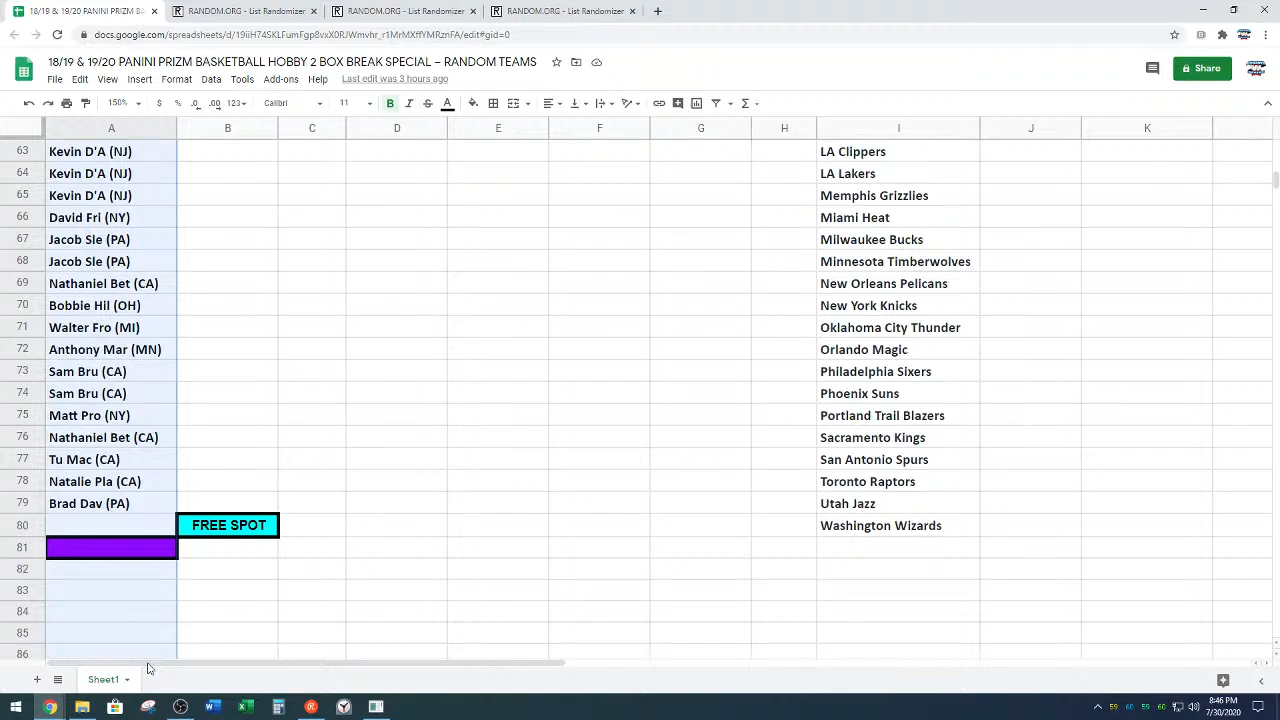 18/19 & 19/20 PANINI PRIZM BA
RANDOM.ORG - List Randomizer
RANDOM.ORG - List Randomizer
RANDOM.ORG - List Randomizer
docs.google.com/spreadsheets/d/19iiH74SKLFumFgp8vxX0RJWmvhr_r1MrMXffYMRznFA/edit#gid=0
18/19 & 19/20 PANINI PRIZM BASKETBALL HOBBY 2 BOX BREAK SPECIAL – RANDOM TEAMS
Share
File Edit View Insert Format Data Tools Add-ons Help Last edit was 3 hours ago
150% $ % .0 .00 123 Calibri 11 B I S A
A B C D E F G H I J K
63 Kevin D'A (NJ) LA Clippers
64 Kevin D'A (NJ) LA Lakers
65 Kevin D'A (NJ) Memphis Grizzlies
66 David Fri (NY) Miami Heat
67 Jacob Sle (PA) Milwaukee Bucks
68 Jacob Sle (PA) Minnesota Timberwolves
69 Nathaniel Bet (CA) New Orleans Pelicans
70 Bobbie Hil (OH) New York Knicks
71 Walter Fro (MI) Oklahoma City Thunder
72 Anthony Mar (MN) Orlando Magic
73 Sam Bru (CA) Philadelphia Sixers
74 Sam Bru (CA) Phoenix Suns
75 Matt Pro (NY) Portland Trail Blazers
76 Nathaniel Bet (CA) Sacramento Kings
77 Tu Mac (CA) San Antonio Spurs
78 Natalie Pla (CA) Toronto Raptors
79 Brad Dav (PA) Utah Jazz
80 FREE SPOT Washington Wizards
81
82
83
84
85
86
Sheet1
59 60 59 60
8:46 PM
7/30/2020